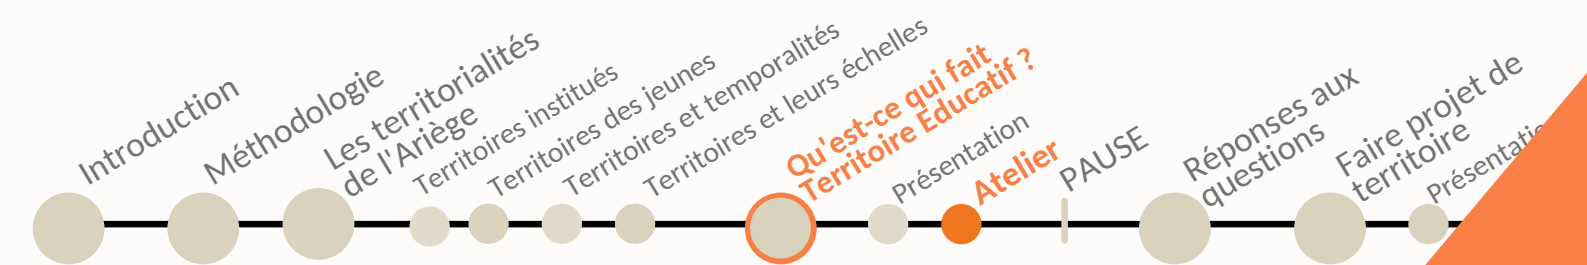 Introduction
Méthodologie
Les territorialités
de l'Ariège
Territoires institués
Territoires des jeunes
Territoires et temporalités
Territoires et leurs échelles
Qu'est-ce qui fait
Territoire Educatif ?
Présentation
Atelier
PAUSE
Réponses aux
questions
Faire projet de
territoire